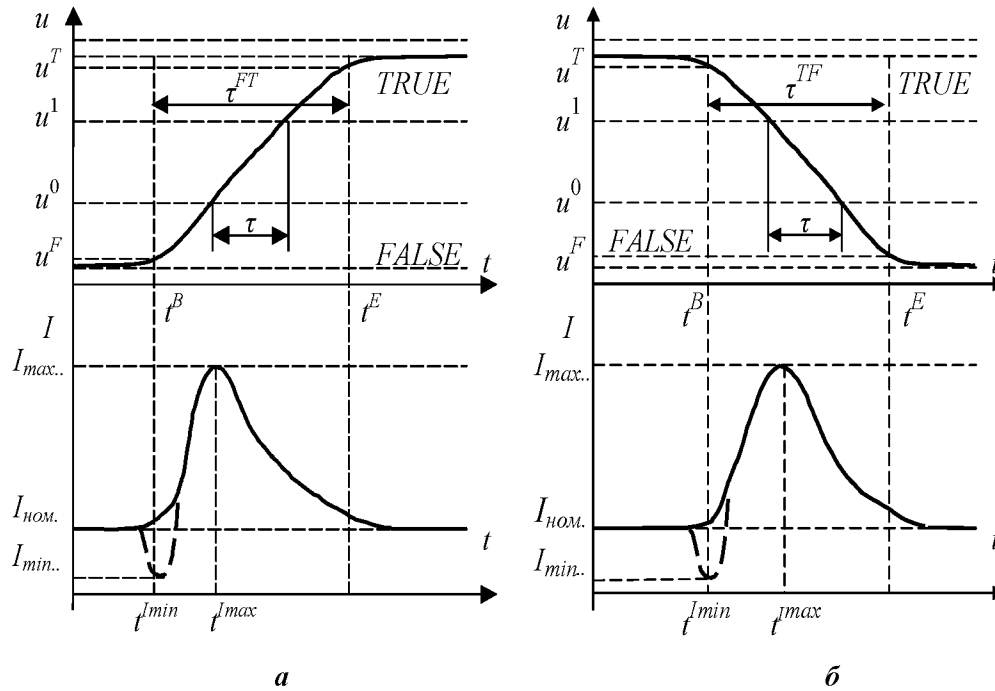 u
u^T
u^1
u^0
u^F
τ^FT
TRUE
τ
FALSE
t
t^B
t^E
I
I_max..
I_ном.
I_min..
t
t^Imin
t^Imax
а
u
u^T
u^1
u^0
u^F
τ^TF
TRUE
τ
FALSE
t
t^B
t^E
I
I_max..
I_ном.
I_min..
t
t^Imin
t^Imax
б